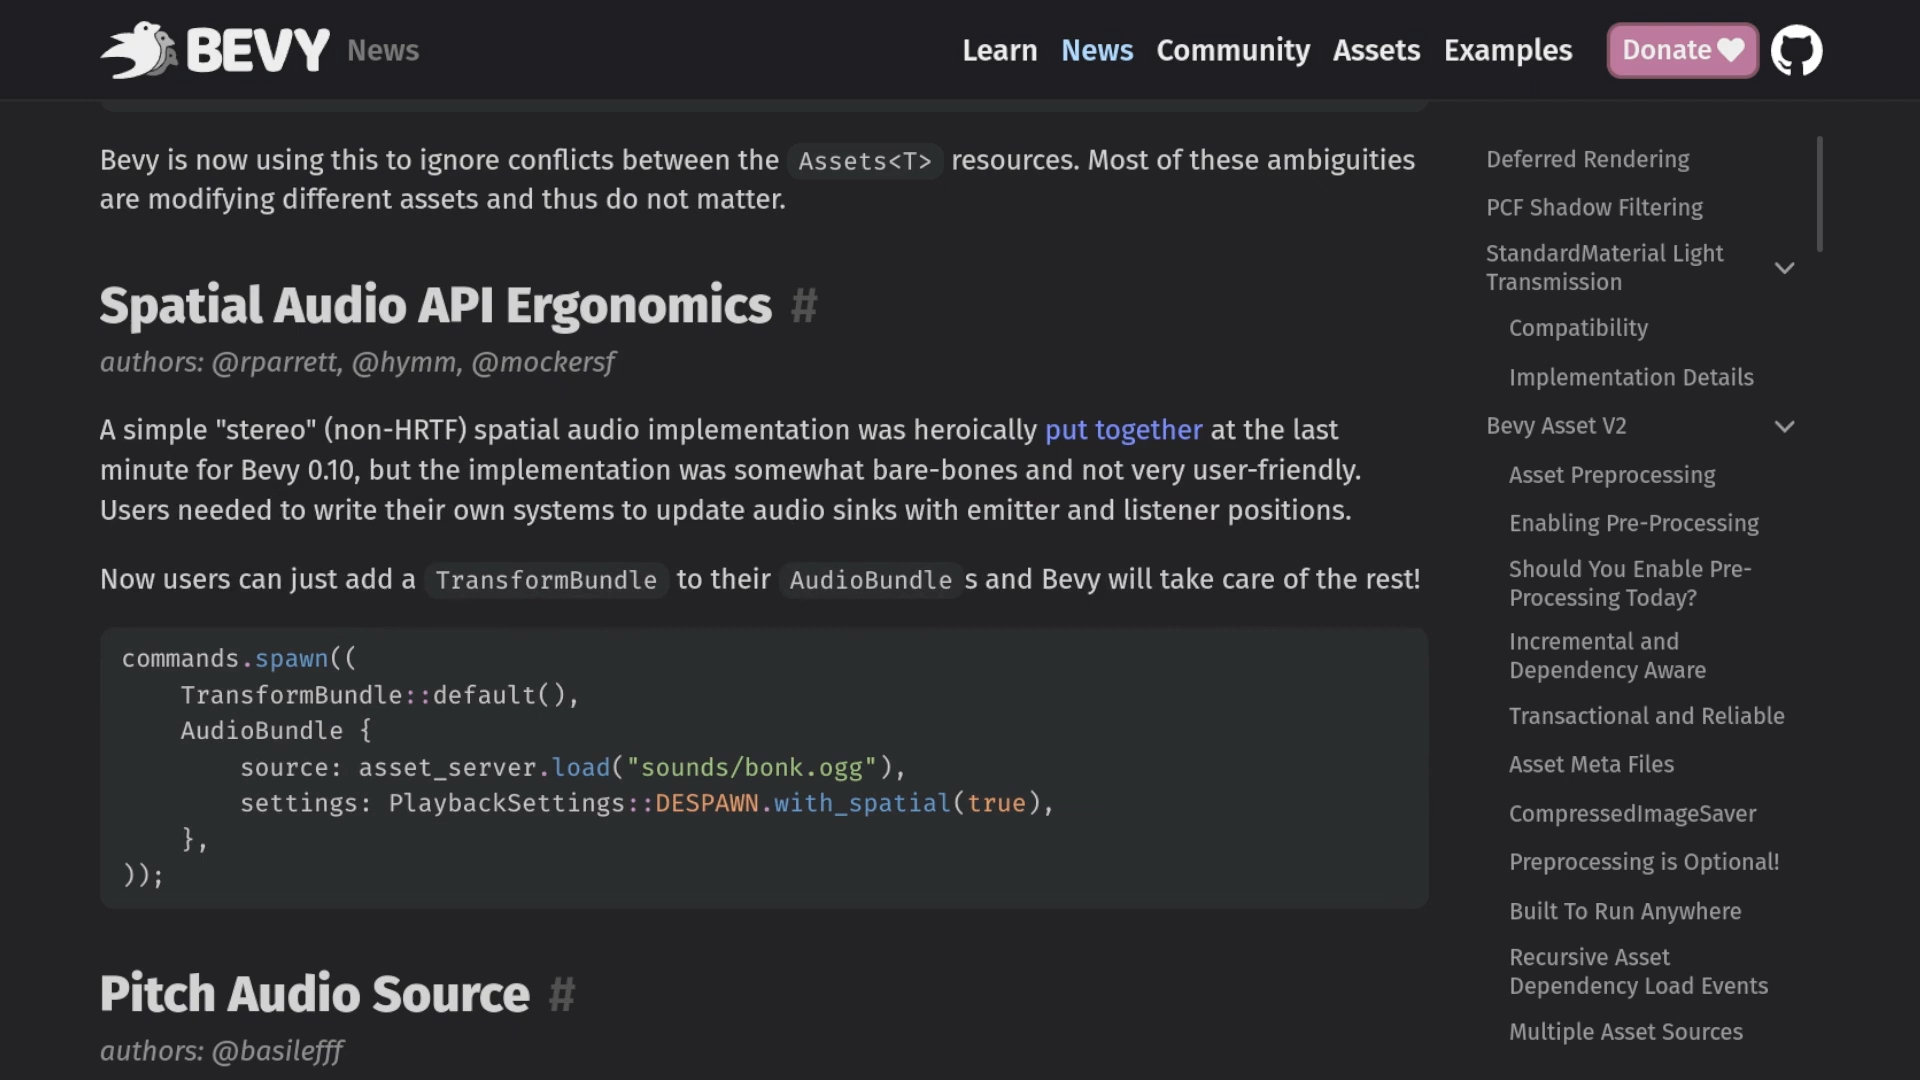 BEVY News
Learn News Community Assets Examples Donate
Bevy is now using this to ignore conflicts between the Assets<T> resources. Most of these ambiguities
are modifying different assets and thus do not matter.
Spatial Audio API Ergonomics #
authors: @rparrett, @hymm, @mockersf
A simple "stereo" (non-HRTF) spatial audio implementation was heroically put together at the last
minute for Bevy 0.10, but the implementation was somewhat bare-bones and not very user-friendly.
Users needed to write their own systems to update audio sinks with emitter and listener positions.
Now users can just add a TransformBundle to their AudioBundle s and Bevy will take care of the rest!
commands.spawn((
    TransformBundle::default(),
    AudioBundle {
        source: asset_server.load("sounds/bonk.ogg"),
        settings: PlaybackSettings::DESPAWN.with_spatial(true),
    },
));
Pitch Audio Source #
authors: @basilefff
Deferred Rendering
PCF Shadow Filtering
StandardMaterial Light
Transmission
Compatibility
Implementation Details
Bevy Asset V2
Asset Preprocessing
Enabling Pre-Processing
Should You Enable Pre-
Processing Today?
Incremental and
Dependency Aware
Transactional and Reliable
Asset Meta Files
CompressedImageSaver
Preprocessing is Optional!
Built To Run Anywhere
Recursive Asset
Dependency Load Events
Multiple Asset Sources